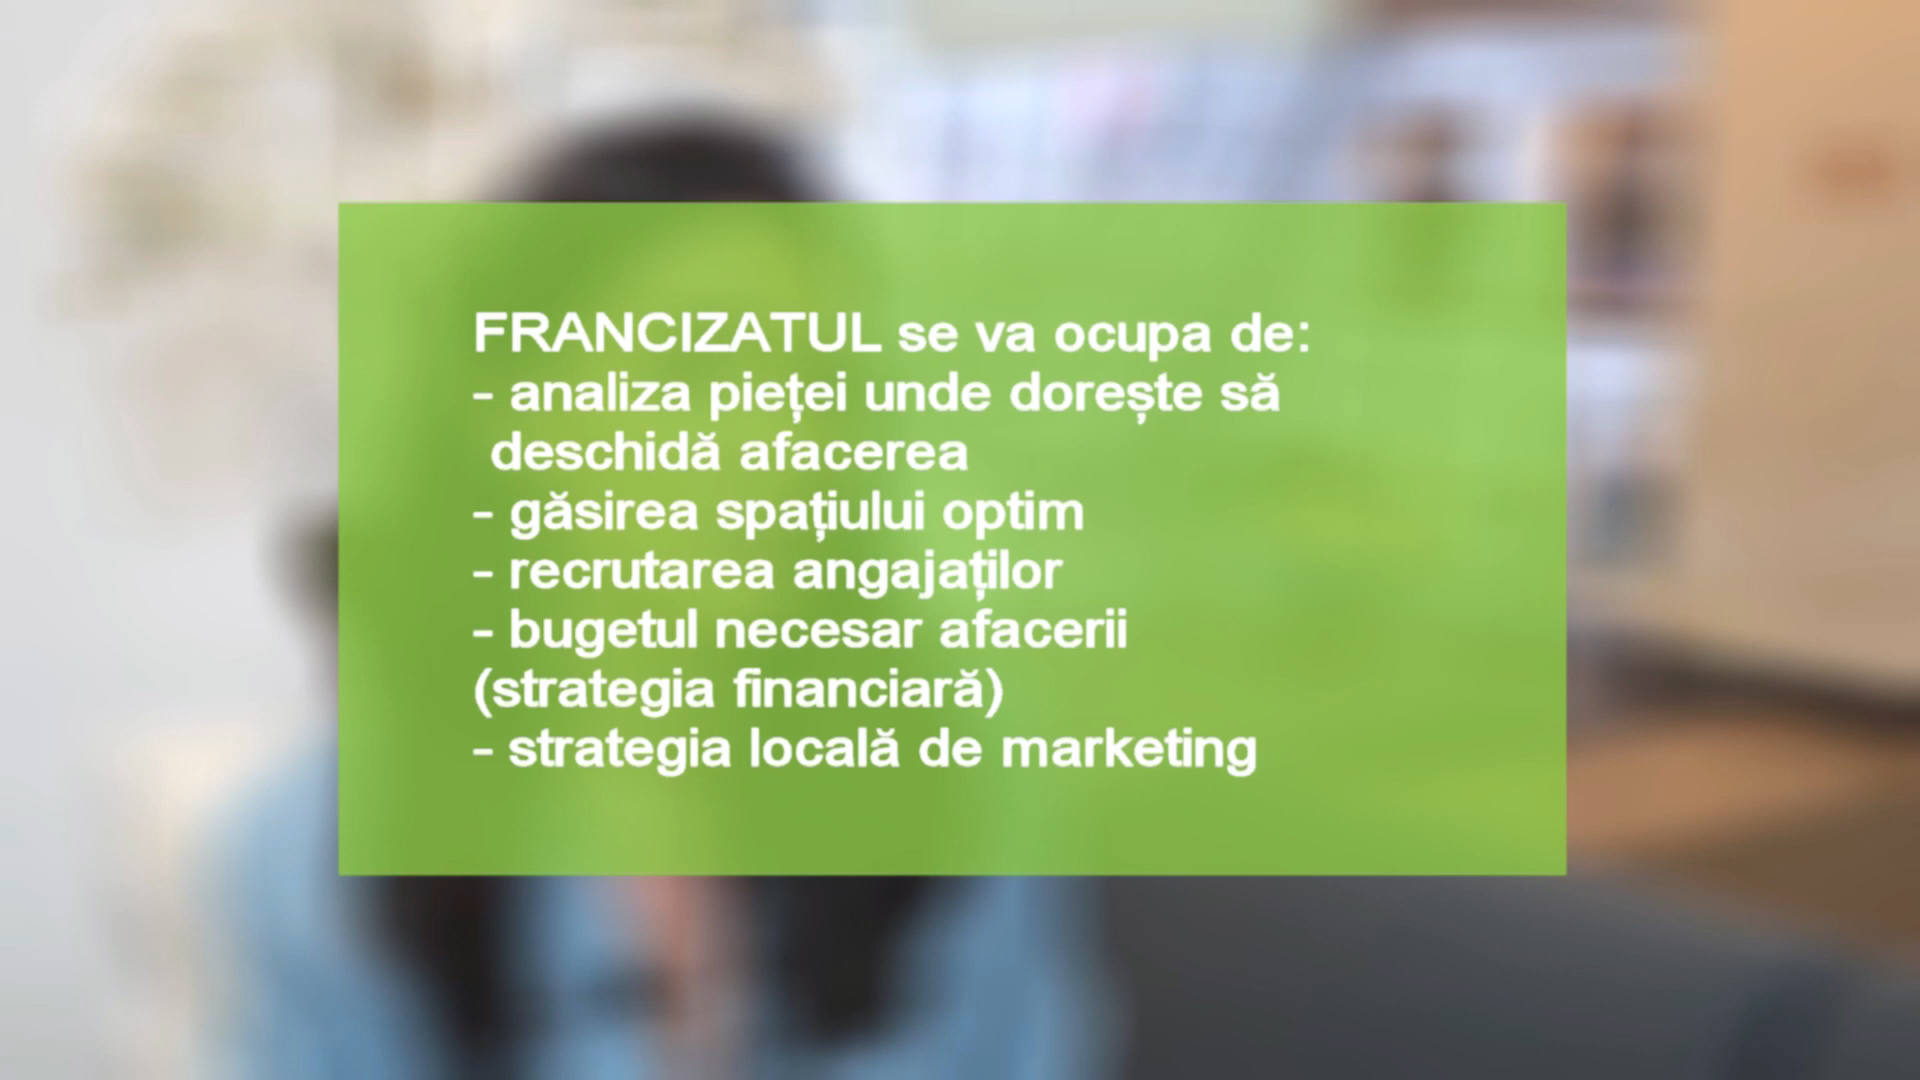 FRANCIZATUL se va ocupa de:
- analiza pieței unde dorește să
deschidă afacerea
- găsirea spațiului optim
- recrutarea angajaților
- bugetul necesar afacerii
(strategia financiară)
- strategia locală de marketing